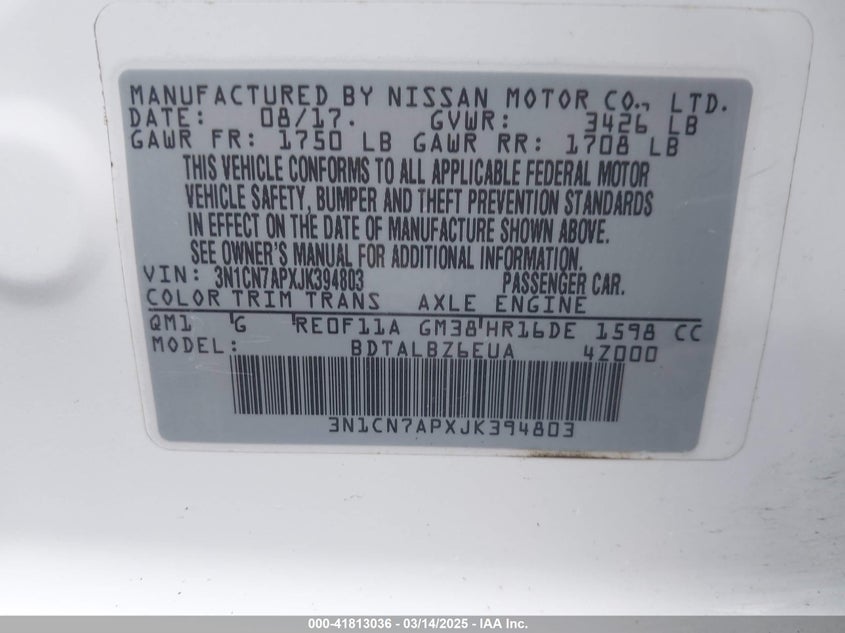 MANUFACTURED BY NISSAN MOTOR CO., LTD.
DATE: 08/17. GVWR: 3426 LB
GAWR FR: 1750 LB GAWR RR: 1708 LB
THIS VEHICLE CONFORMS TO ALL APPLICABLE FEDERAL MOTOR
VEHICLE SAFETY, BUMPER AND THEFT PREVENTION STANDARDS
IN EFFECT ON THE DATE OF MANUFACTURE SHOWN ABOVE.
SEE OWNER'S MANUAL FOR ADDITIONAL INFORMATION.
VIN: 3N1CN7APXJK394803 PASSENGER CAR.
COLOR TRIM TRANS AXLE ENGINE
QM1 'G 'RE0F11A GM38'HR16DE 1598 CC
MODEL: BDTALBZ6EUA 4Z000
3N1CN7APXJK394803
000-41813036 - 03/14/2025 - IAA Inc.